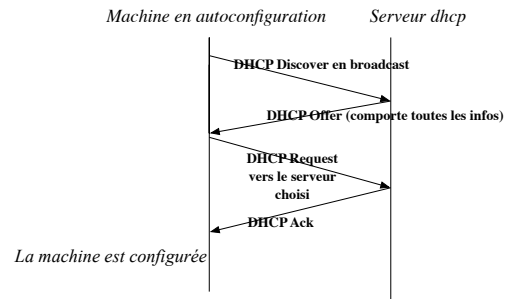 Machine en autoconfiguration
Serveur dhcp
DHCP Discover en broadcast
DHCP Offer (comporte toutes les infos)
DHCP Request
vers le serveur
choisi
DHCP Ack
La machine est configurée